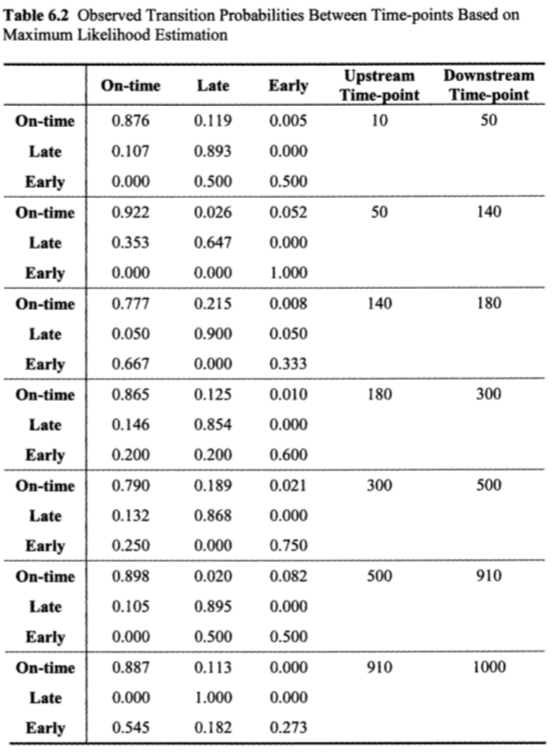 Table 6.2 Observed Transition Probabilities Between Time-points Based on
Maximum Likelihood Estimation
On-time Late Early Upstream Time-point Downstream Time-point
On-time 0.876 0.119 0.005 10 50
Late 0.107 0.893 0.000
Early 0.000 0.500 0.500
On-time 0.922 0.026 0.052 50 140
Late 0.353 0.647 0.000
Early 0.000 0.000 1.000
On-time 0.777 0.215 0.008 140 180
Late 0.050 0.900 0.050
Early 0.667 0.000 0.333
On-time 0.865 0.125 0.010 180 300
Late 0.146 0.854 0.000
Early 0.200 0.200 0.600
On-time 0.790 0.189 0.021 300 500
Late 0.132 0.868 0.000
Early 0.250 0.000 0.750
On-time 0.898 0.020 0.082 500 910
Late 0.105 0.895 0.000
Early 0.000 0.500 0.500
On-time 0.887 0.113 0.000 910 1000
Late 0.000 1.000 0.000
Early 0.545 0.182 0.273